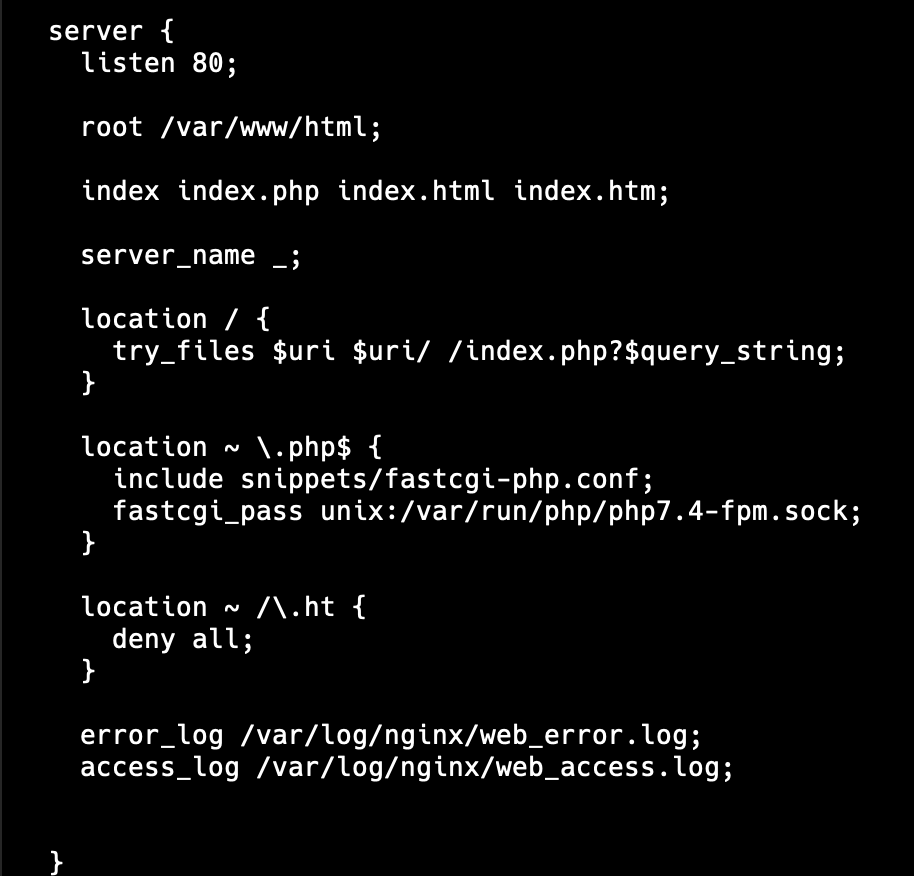 server {
listen 80;
root /var/www/html;
index index.php index.html index.htm;
server_name _;
location / {
try_files $uri $uri/ /index.php?$query_string;
}
location ~ \.php$ {
include snippets/fastcgi-php.conf;
fastcgi_pass unix:/var/run/php/php7.4-fpm.sock;
}
location ~ /\.ht {
deny all;
}
error_log /var/log/nginx/web_error.log;
access_log /var/log/nginx/web_access.log;
}